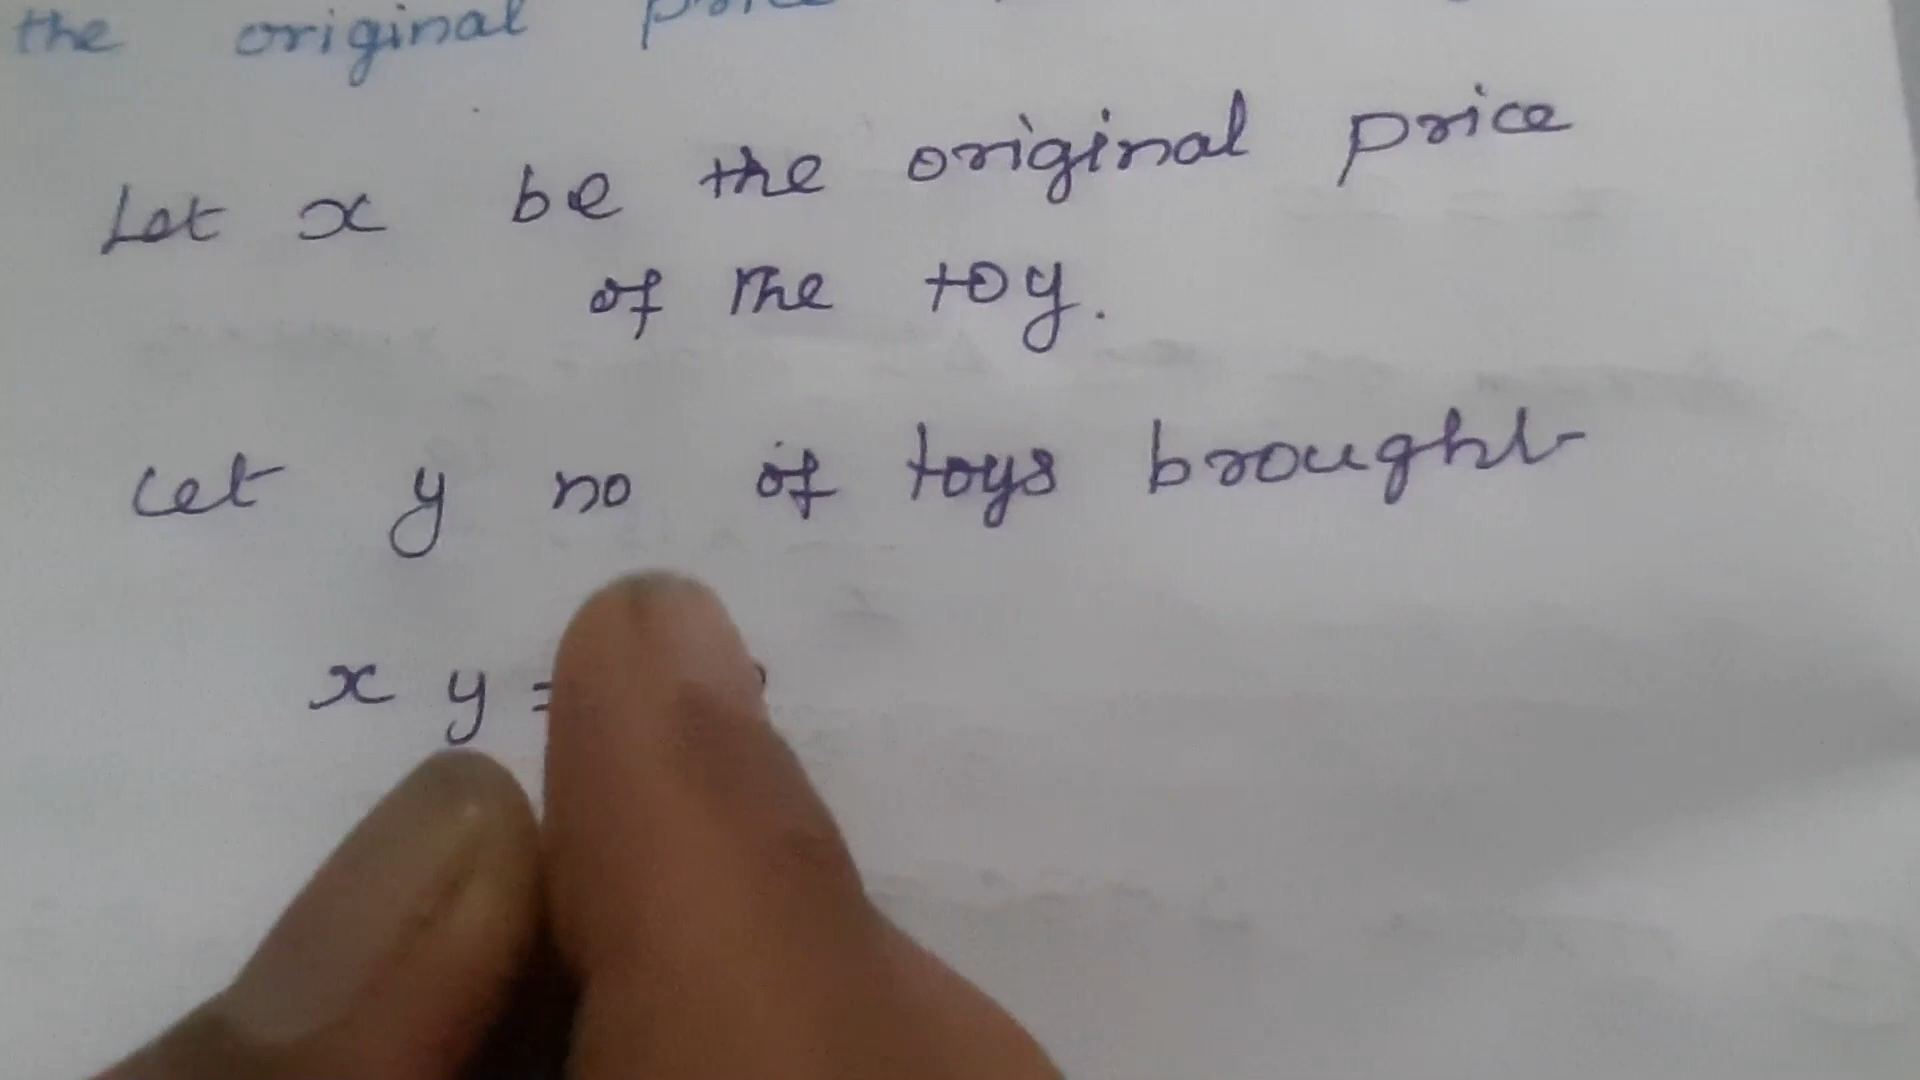 the original
Let x be the original price
of the toy.
Let y no of toys brought
x y =